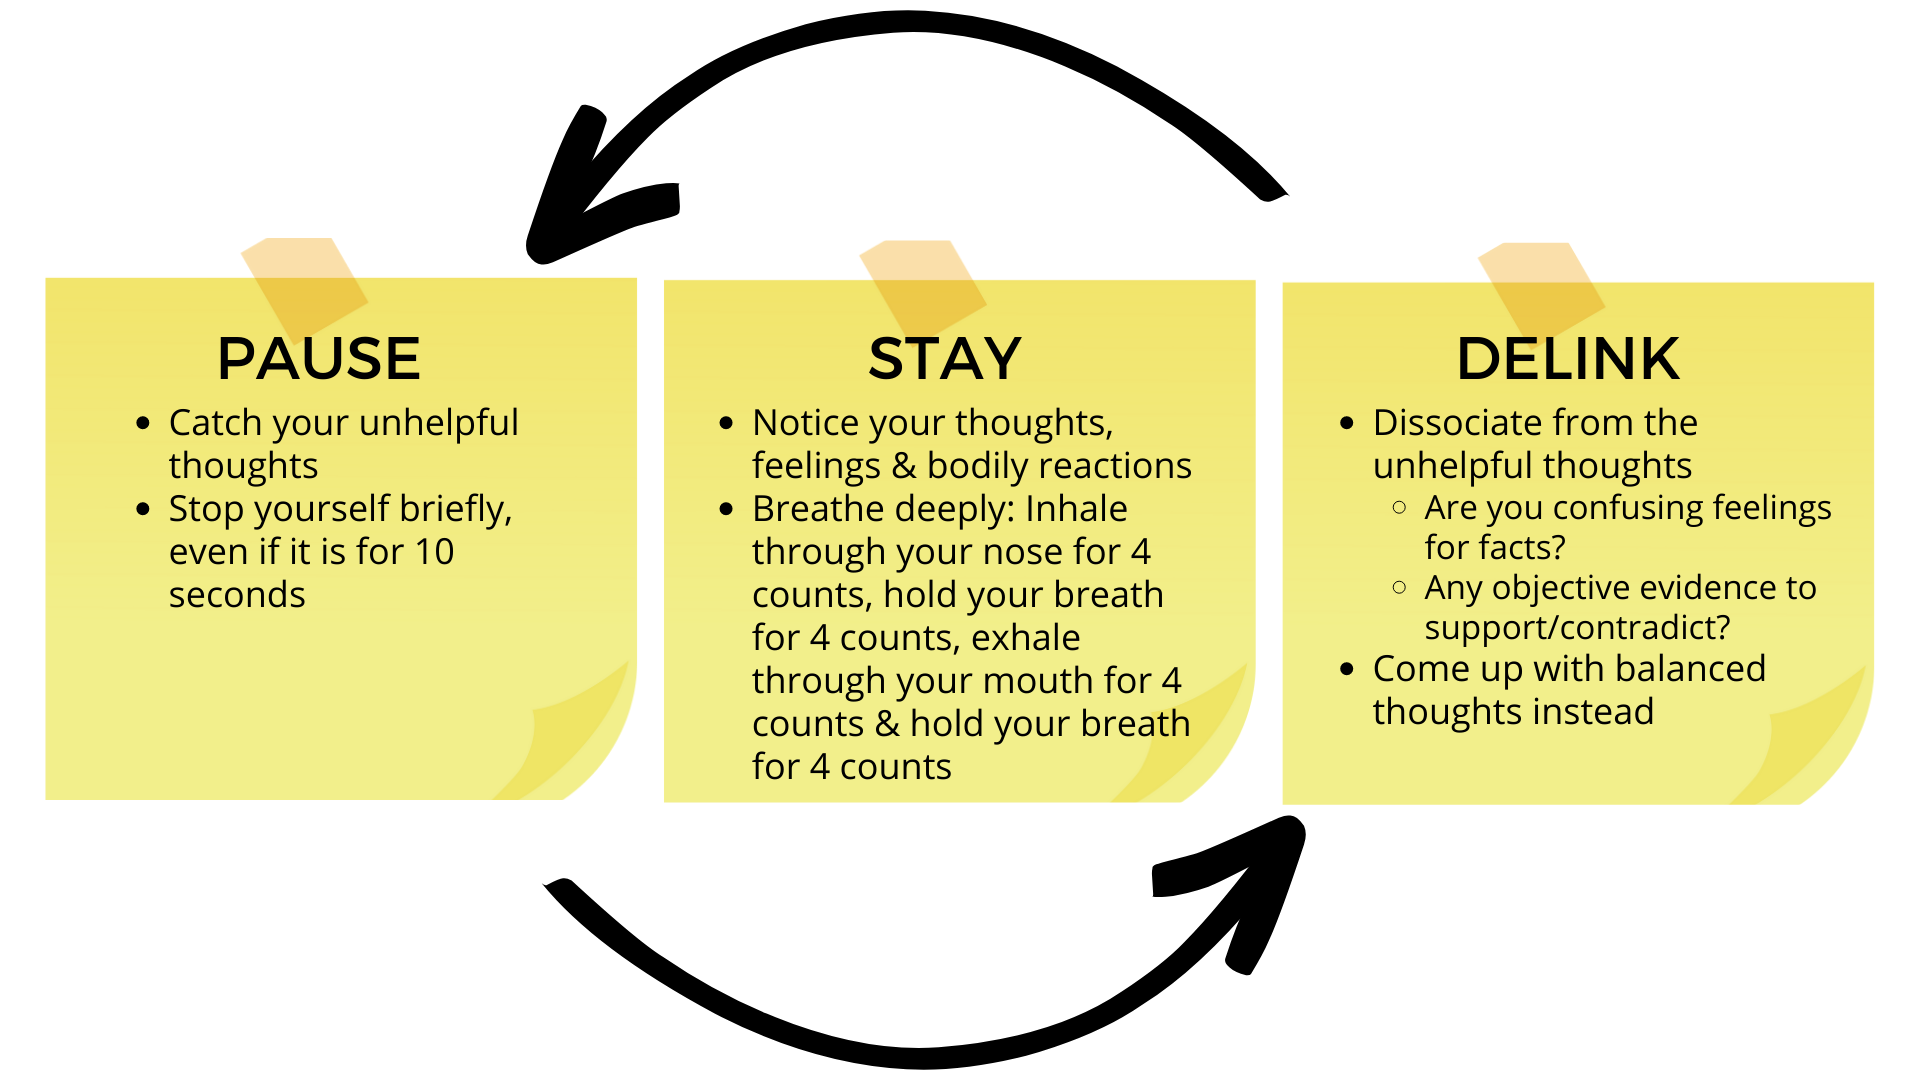 PAUSE
• Catch your unhelpful
thoughts
• Stop yourself briefly,
even if it is for 10
seconds
STAY
• Notice your thoughts,
feelings & bodily reactions
• Breathe deeply: Inhale
through your nose for 4
counts, hold your breath
for 4 counts, exhale
through your mouth for 4
counts & hold your breath
for 4 counts
DELINK
• Dissociate from the
unhelpful thoughts
◦ Are you confusing feelings
for facts?
◦ Any objective evidence to
support/contradict?
• Come up with balanced
thoughts instead